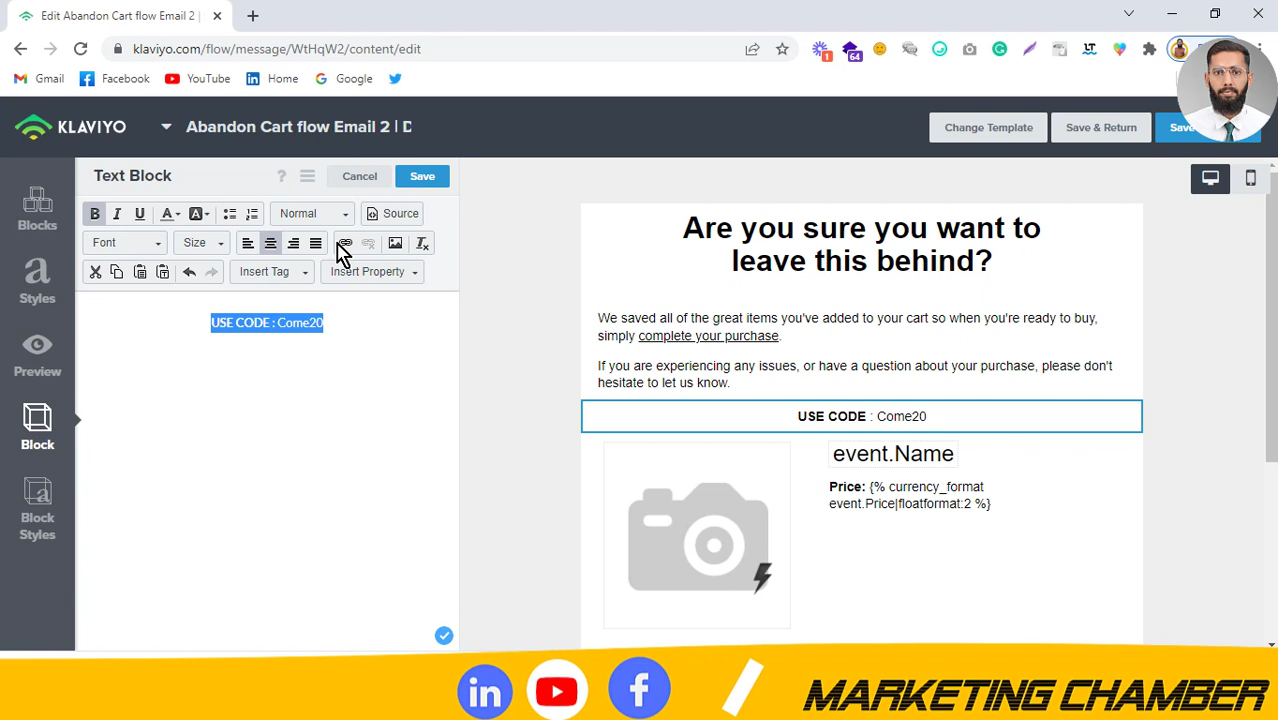 Edit Abandon Cart flow Email 2 |
klaviyo.com/flow/message/WtHqW2/content/edit
1
64
LT
Gmail
Facebook
YouTube
Home
Google
KLAVIYO
Abandon Cart flow Email 2 | D
Change Template
Save & Return
Text Block
?
Cancel
Save
B I U A A
Normal
Source
Font
Size
Insert Tag
Insert Property
Blocks
Styles
Preview
Block
Block Styles
USE CODE : Come20
Are you sure you want to
leave this behind?
We saved all of the great items you've added to your cart so when you're ready to buy,
simply complete your purchase.
If you are experiencing any issues, or have a question about your purchase, please don't
hesitate to let us know.
USE CODE : Come20
event.Name
Price: {% currency_format
event.Price|floatformat:2 %}
in
f
MARKETING CHAMBER